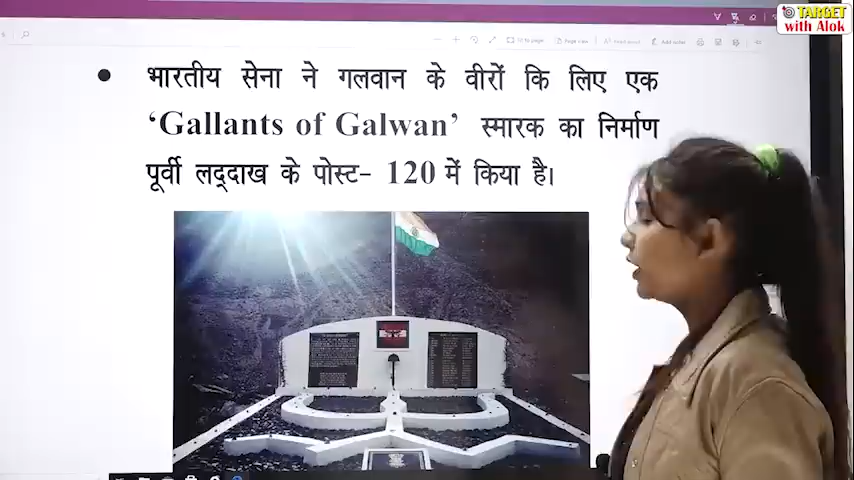 TARGET
with Alok
भारतीय सेना ने गलवान के वीरों कि लिए एक
‘Gallants of Galwan’ स्मारक का निर्माण
पूर्वी लद्दाख के पोस्ट- 120 में किया है।